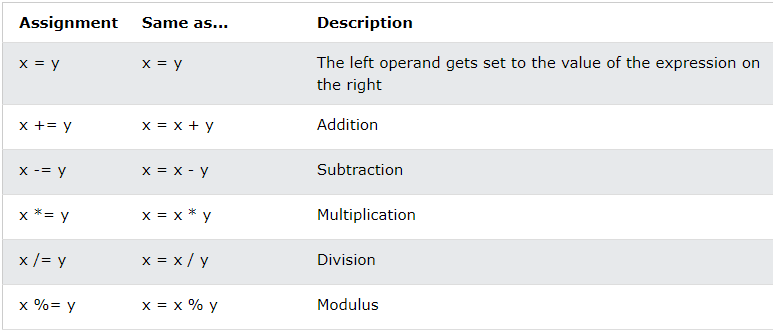 Assignment Same as... Description
x = y x = y The left operand gets set to the value of the expression on
the right
x += y x = x + y Addition
x -= y x = x - y Subtraction
x *= y x = x * y Multiplication
x /= y x = x / y Division
x %= y x = x % y Modulus